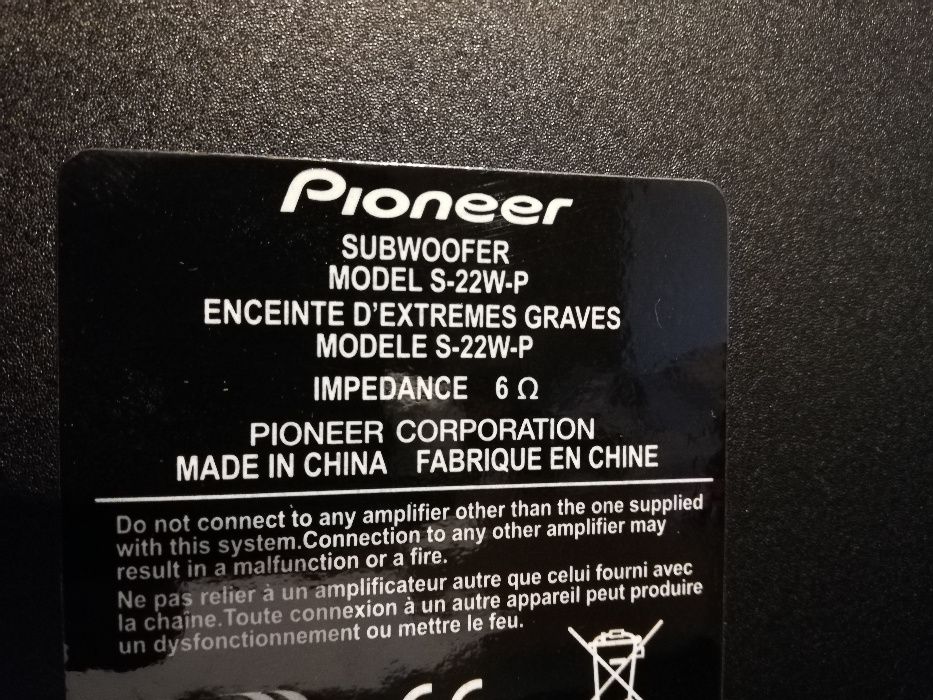 Pioneer
SUBWOOFER
MODEL S-22W-P
ENCEINTE D'EXTREMES GRAVES
MODELE S-22W-P
IMPEDANCE 6 Ω
PIONEER CORPORATION
MADE IN CHINA FABRIQUE EN CHINE
Do not connect to any amplifier other than the one supplied
with this system.Connection to any other amplifier may
result in a malfunction or a fire.
Ne pas relier à un amplificateur autre que celui fourni avec
la chaîne.Toute connexion à un autre appareil peut produire
un dysfonctionnement ou mettre le feu.
CE